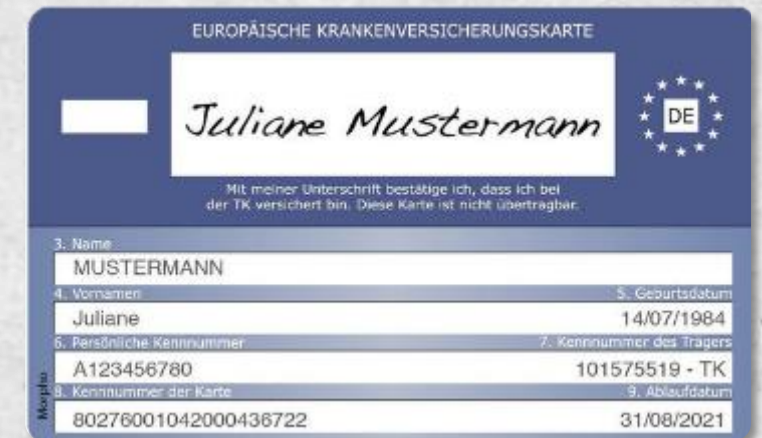 EUROPÄISCHE KRANKENVERSICHERUNGSKARTE
Juliane Mustermann
DE
Mit meiner Unterschrift bestätige ich, dass ich bei
der TK versichert bin. Diese Karte ist nicht übertragbar.
3. Name
MUSTERMANN
4. Vornamen 5. Geburtsdatum
Juliane 14/07/1984
6. Persönliche Kennnummer 7. Kennnummer des Trägers
A123456780 101575519 - TK
8. Kennnummer der Karte 9. Ablaufdatum
80276001042000436722 31/08/2021
Morpho